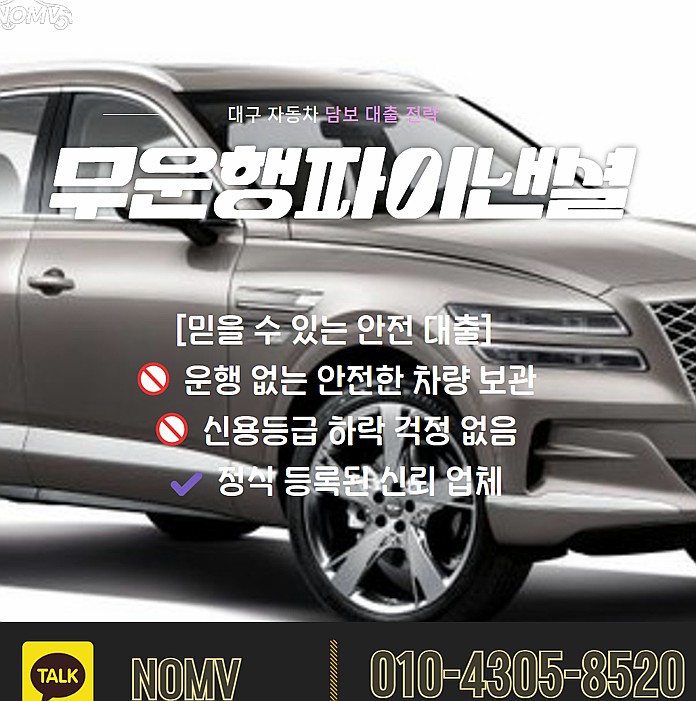 NOMV
대구 자동차 담보 대출 전략
무운행파이낸셜
[믿을 수 있는 안전 대출]
운행 없는 안전한 차량 보관
신용등급 하락 걱정 없음
정삭 등록된 신뢰 업체
TALK NOMV 010-4305-8520